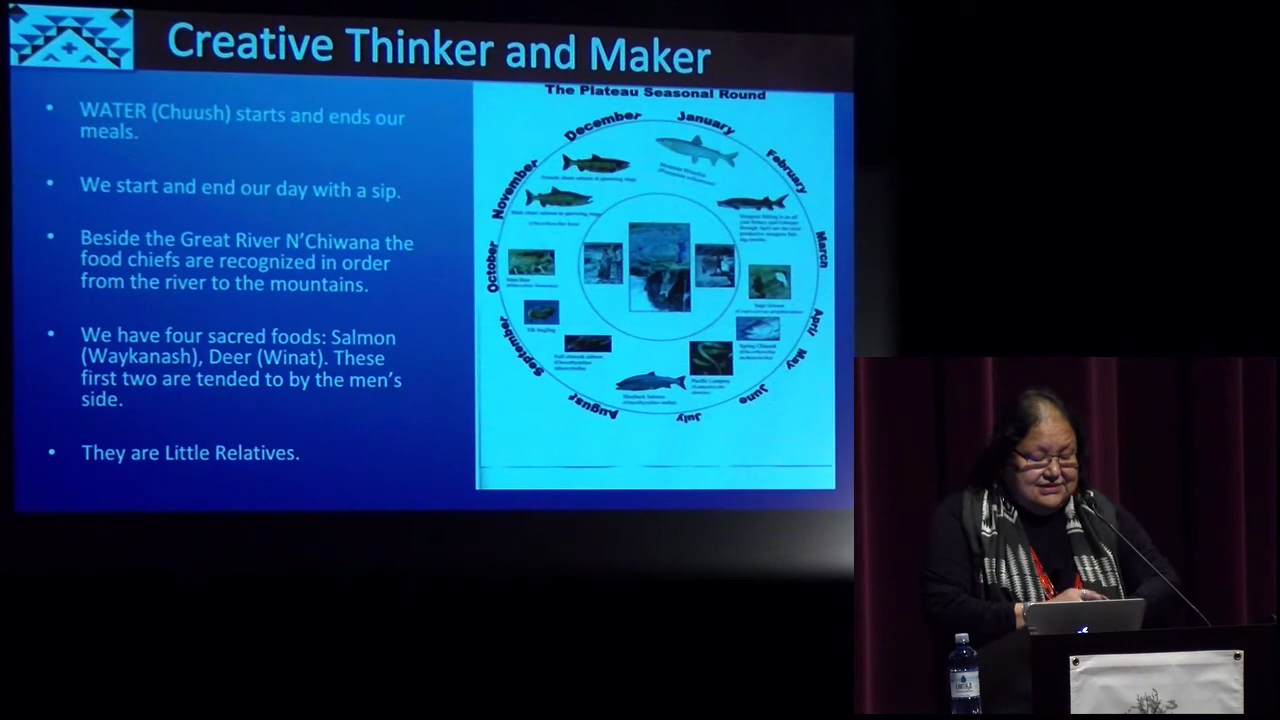 Creative Thinker and Maker
WATER (Chuush) starts and ends our
meals.
We start and end our day with a sip.
Beside the Great River N'Chiwana the
food chiefs are recognized in order
from the river to the mountains.
We have four sacred foods: Salmon
(Waykanash), Deer (Winat). These
first two are tended to by the men's
side.
They are Little Relatives.
The Plateau Seasonal Round
January
February
March
April
May
June
July
August
September
October
November
December